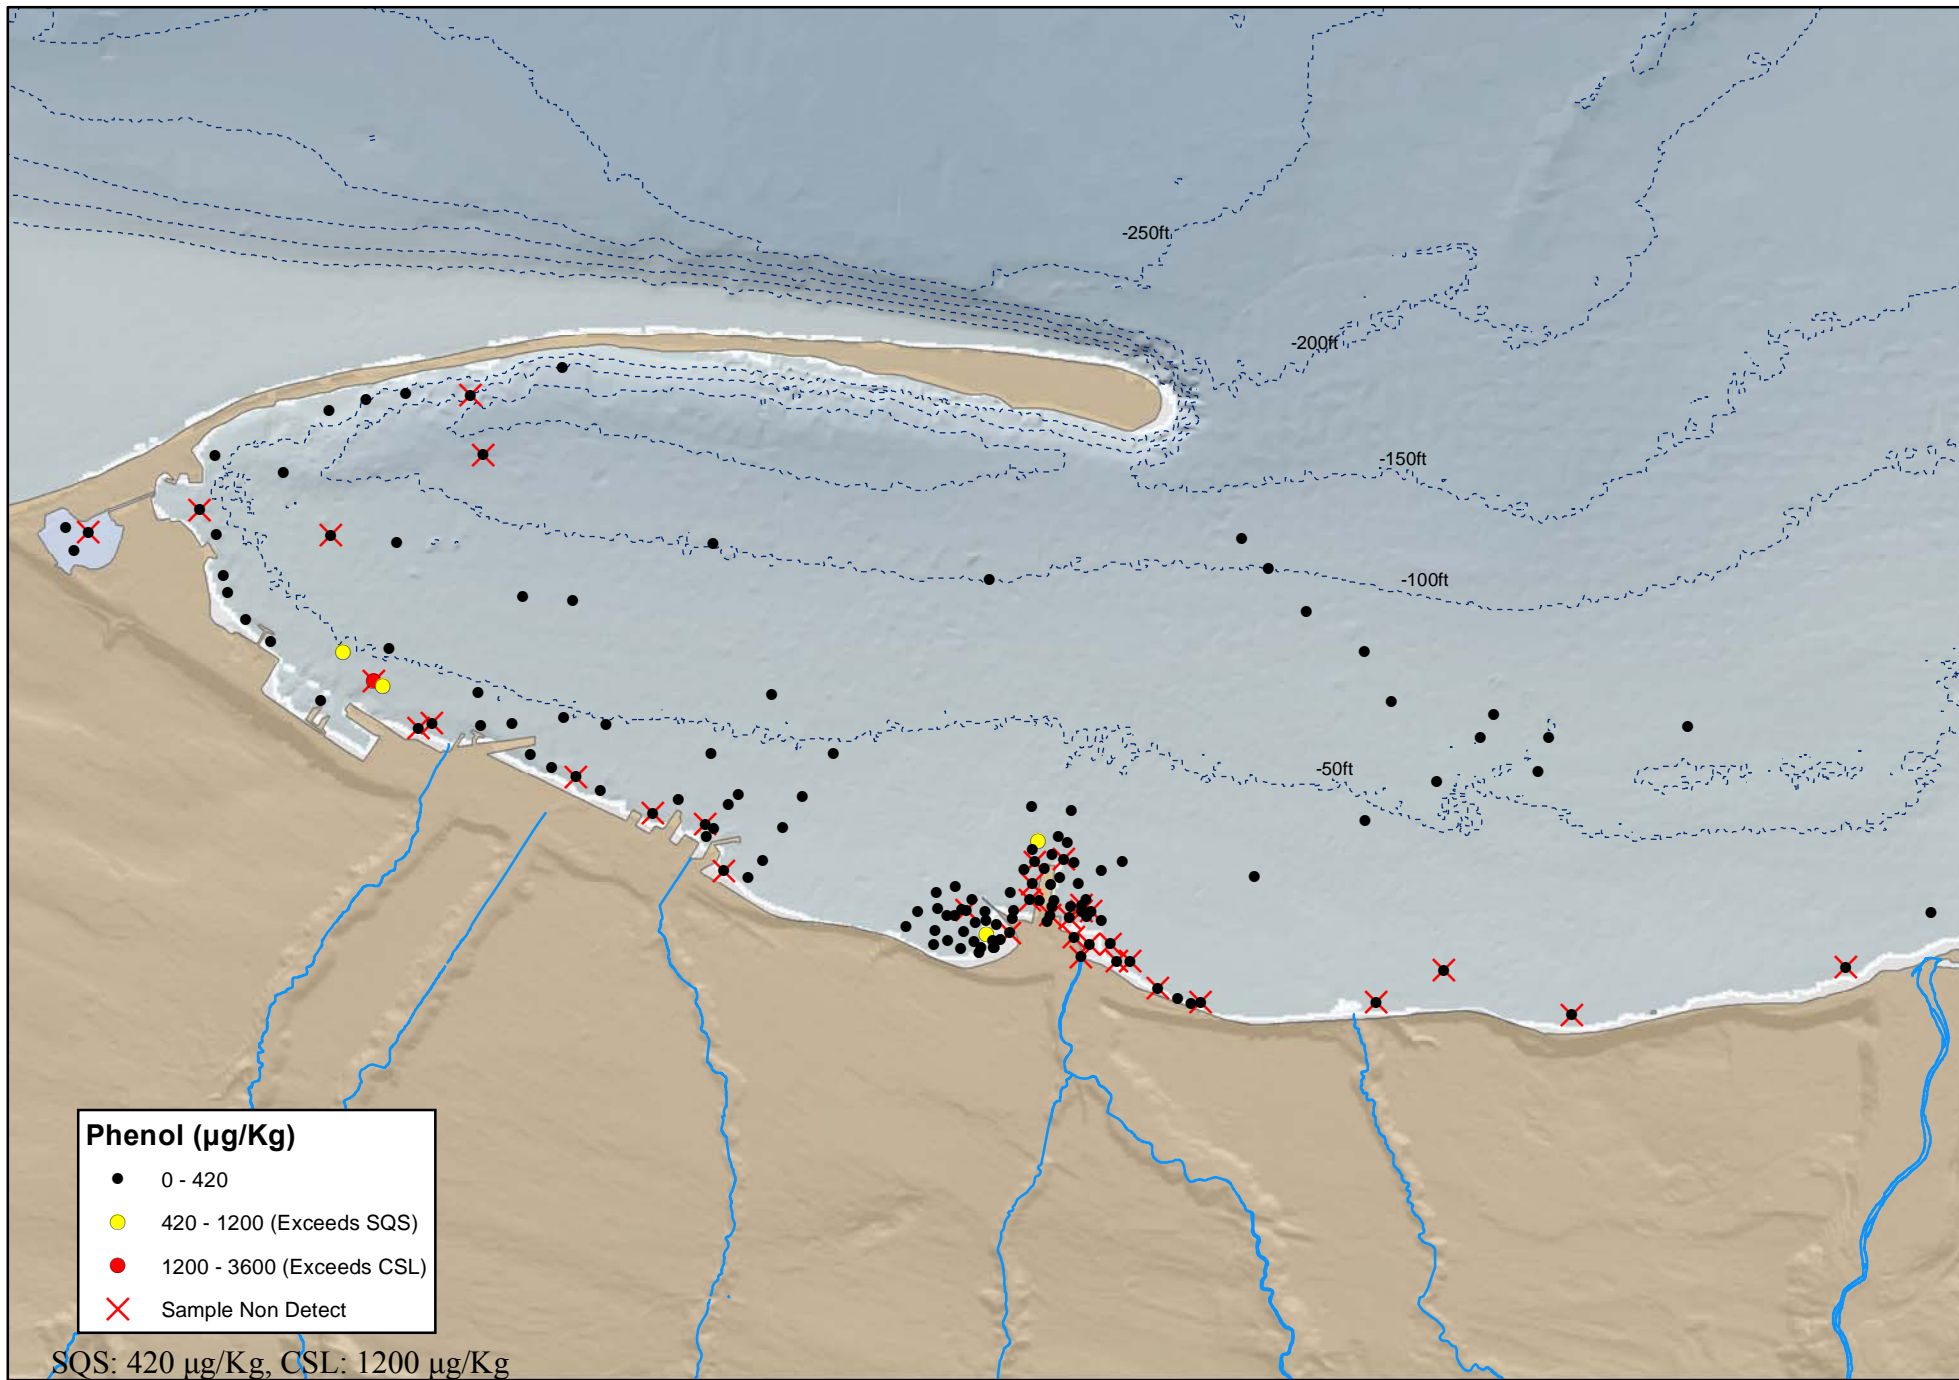 -250ft
-200ft
-150ft
-100ft
-50ft
Phenol (µg/Kg)
0 - 420
420 - 1200 (Exceeds SQS)
1200 - 3600 (Exceeds CSL)
Sample Non Detect
SQS: 420 µg/Kg, CSL: 1200 µg/Kg